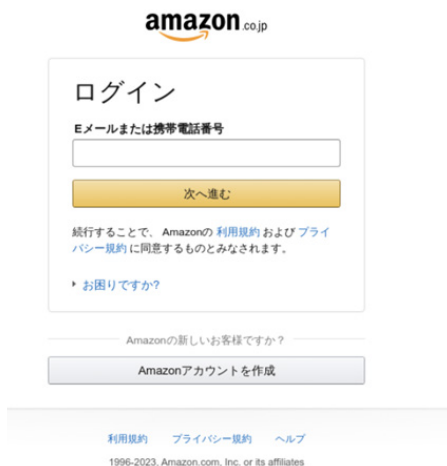 amazon.co.jp
ログイン
Eメールまたは携帯電話番号
次へ進む
続行することで、 Amazonの 利用規約 および プライ
バシー規約 に同意するものとみなされます。
お困りですか?
Amazonの新しいお客様ですか？
Amazonアカウントを作成
利用規約 プライバシー規約 ヘルプ
1996-2023, Amazon.com, Inc. or its affiliates